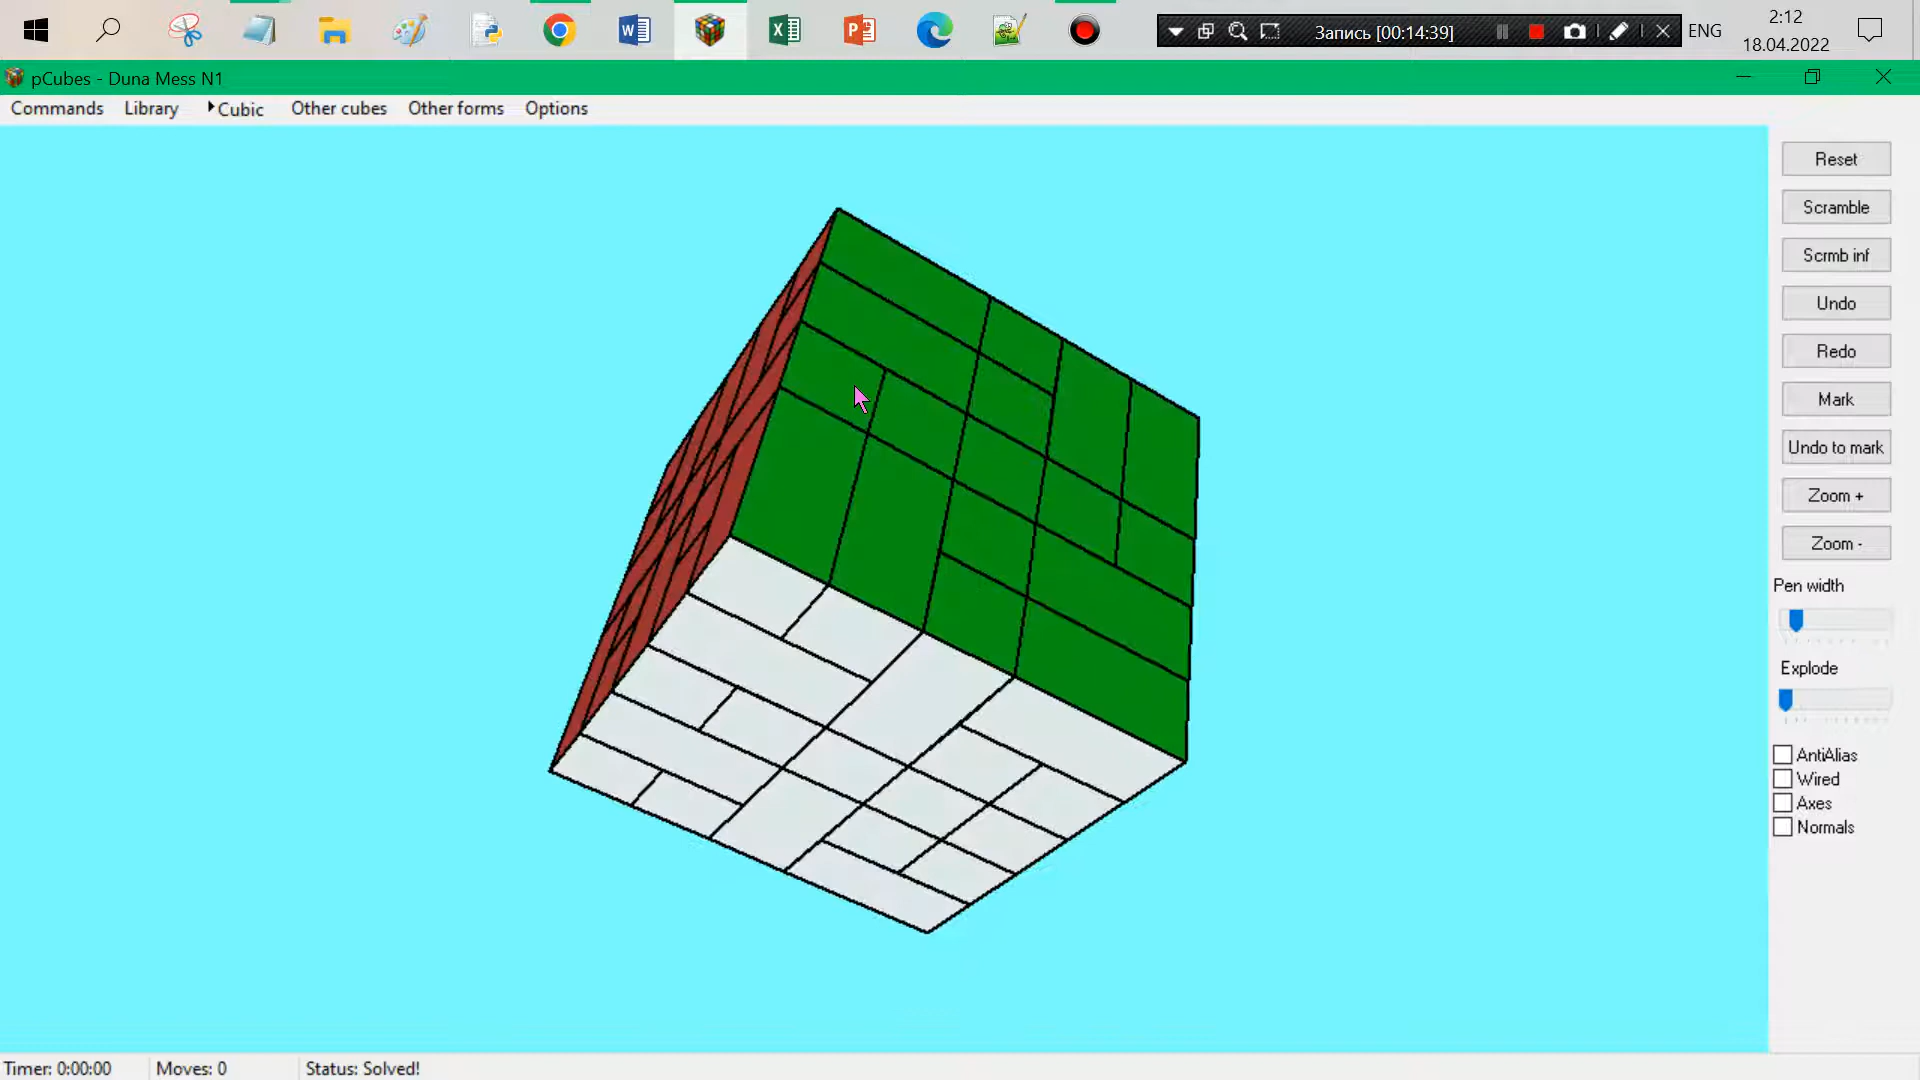 Запись [00:14:39]
ENG
2:12
18.04.2022
pCubes - Duna Mess N1
Commands Library Cubic Other cubes Other forms Options
Reset
Scramble
Scrmb inf
Undo
Redo
Mark
Undo to mark
Zoom +
Zoom -
Pen width
Explode
AntiAlias
Wired
Axes
Normals
Timer: 0:00:00 Moves: 0 Status: Solved!